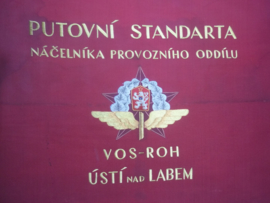 PUTOVNÍ STANDARTA
NÁČELNÍKA PROVOZNÍHO ODDÍLU
VOS-ROH
ÚSTÍ NAD LABEM